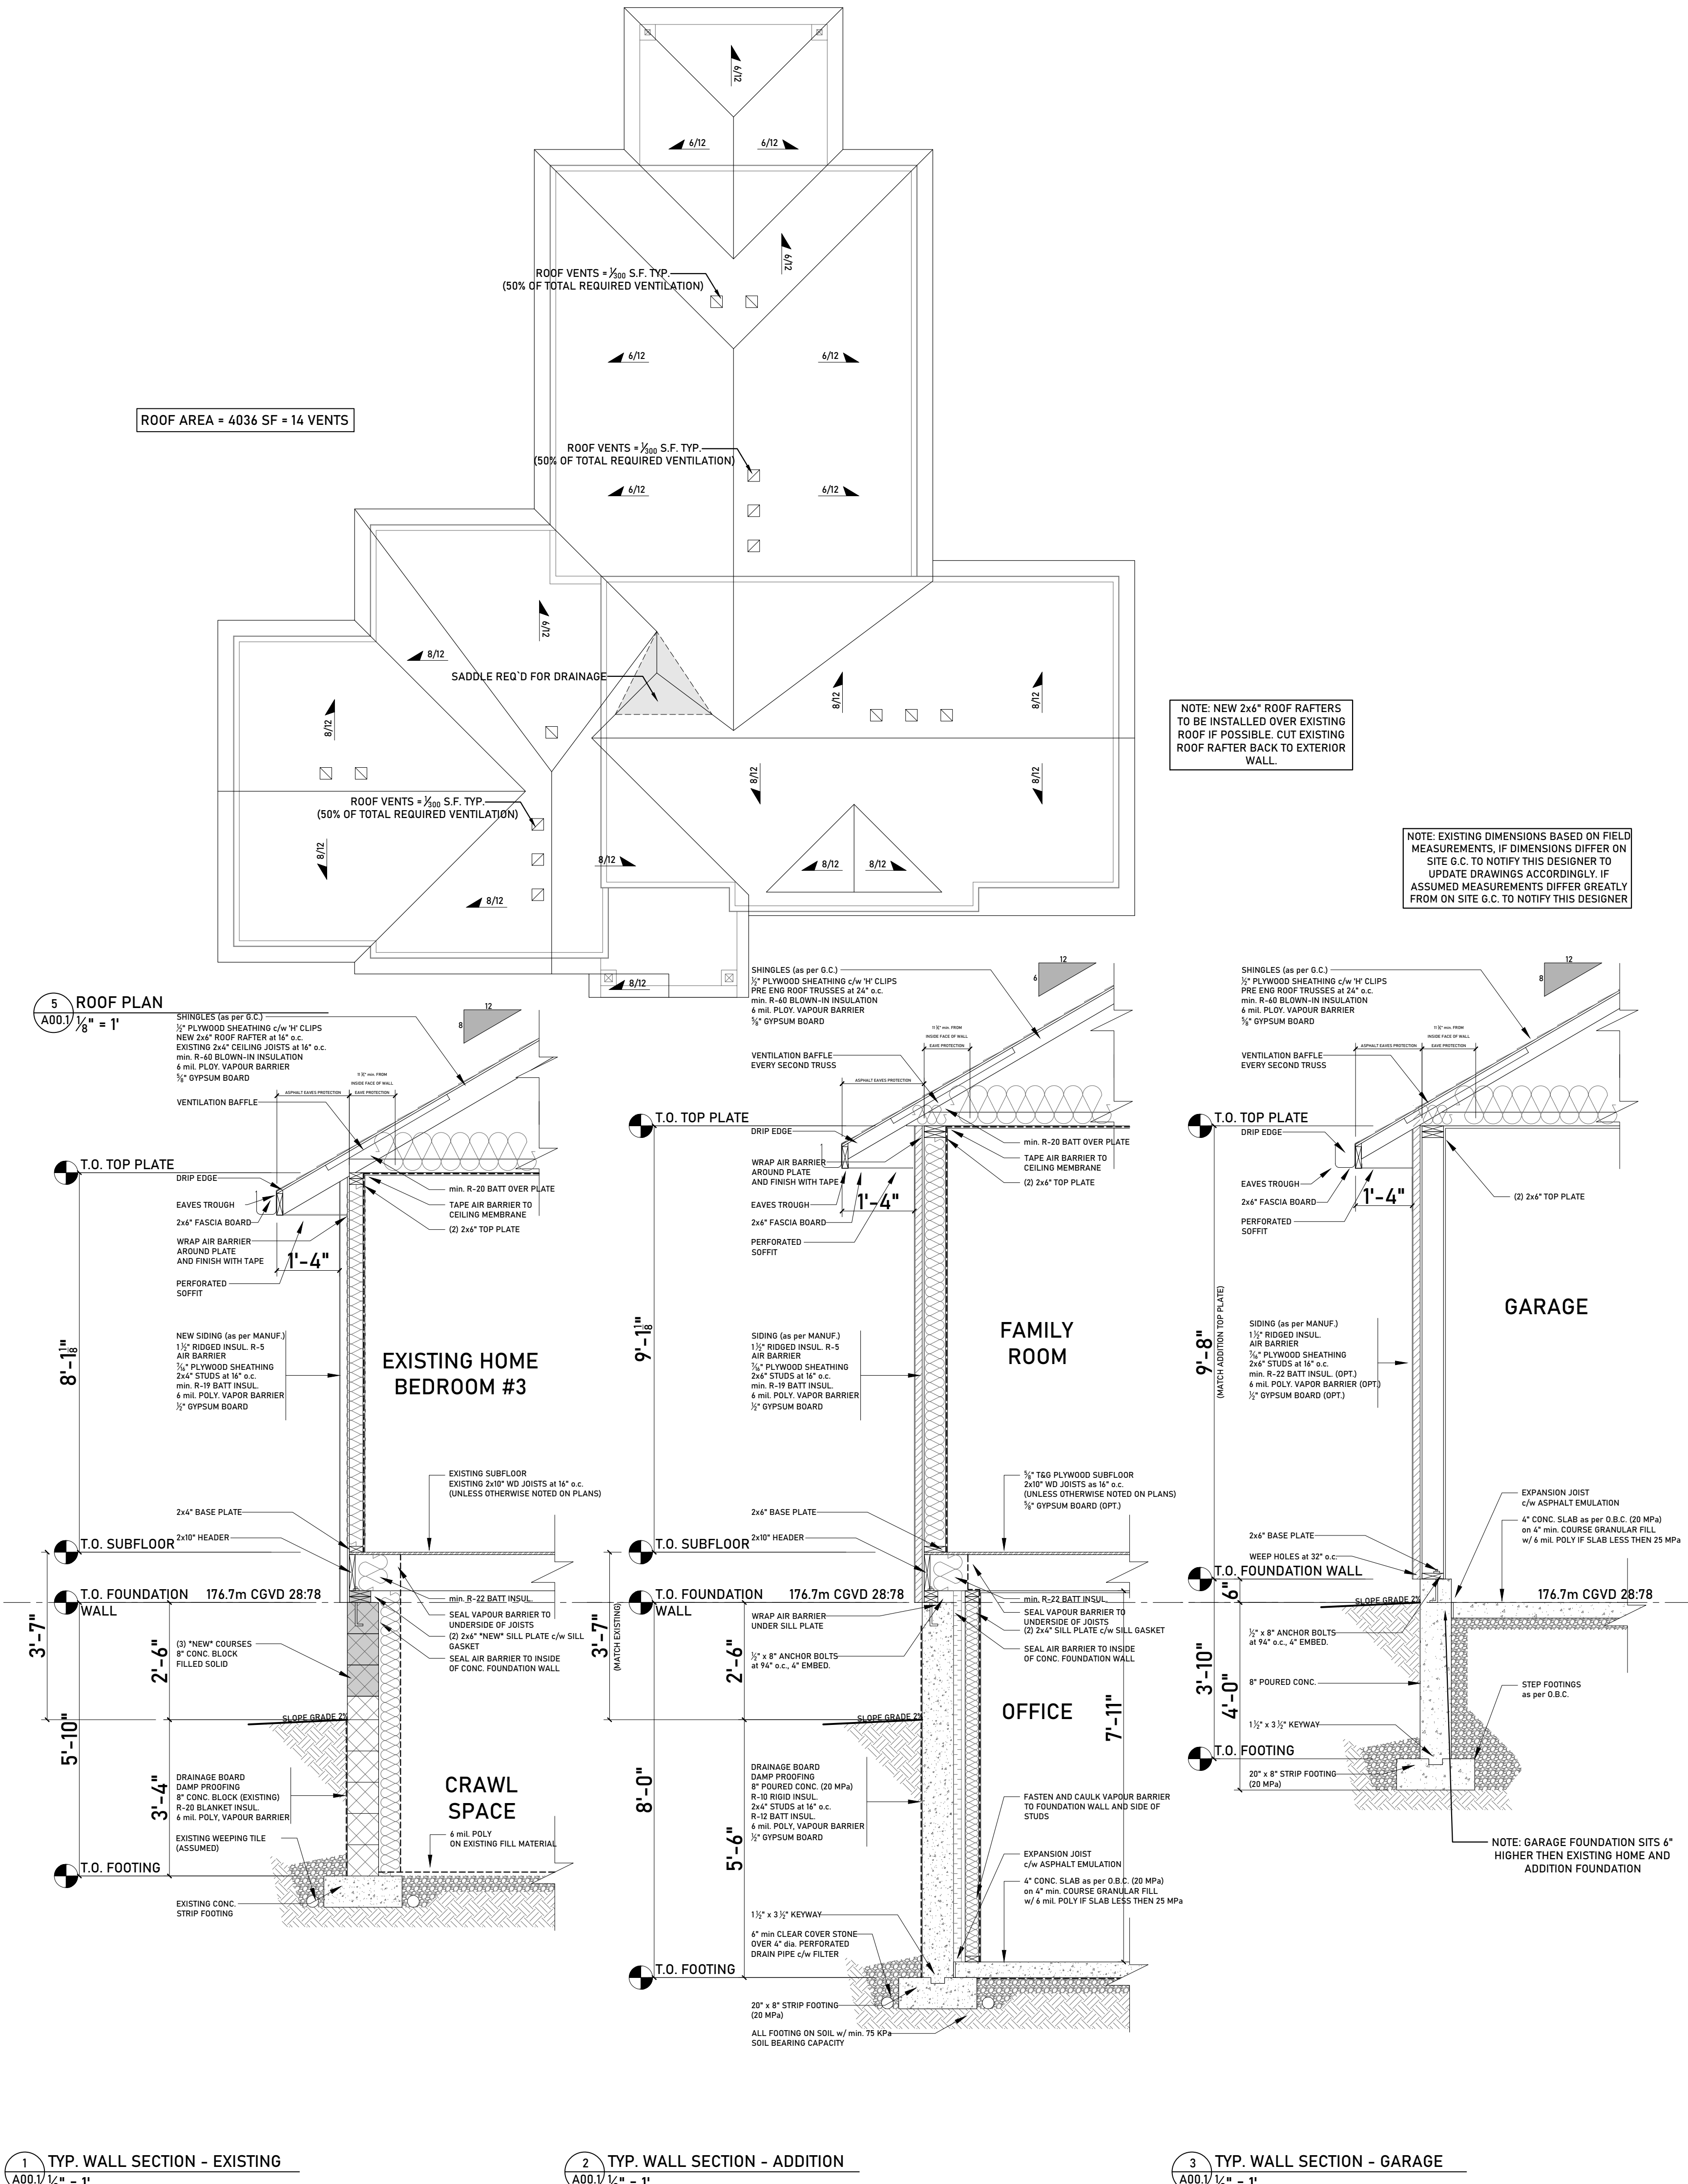 6/12
6/12
6/12
6/12
ROOF VENTS = 1/300 S.F. TYP.
(50% OF TOTAL REQUIRED VENTILATION)
6/12
6/12
ROOF AREA = 4036 SF = 14 VENTS
ROOF VENTS = 1/300 S.F. TYP.
(50% OF TOTAL REQUIRED VENTILATION)
6/12
6/12
6/12
8/12
SADDLE REQ'D FOR DRAINAGE
8/12
8/12
8/12
NOTE: NEW 2x6" ROOF RAFTERS
TO BE INSTALLED OVER EXISTING
ROOF IF POSSIBLE. CUT EXISTING
ROOF RAFTER BACK TO EXTERIOR
WALL.
8/12
8/12
ROOF VENTS = 1/300 S.F. TYP.
(50% OF TOTAL REQUIRED VENTILATION)
8/12
8/12
8/12
8/12
8/12
8/12
NOTE: EXISTING DIMENSIONS BASED ON FIELD
MEASUREMENTS, IF DIMENSIONS DIFFER ON
SITE G.C. TO NOTIFY THIS DESIGNER TO
UPDATE DRAWINGS ACCORDINGLY. IF
ASSUMED MEASUREMENTS DIFFER GREATLY
FROM ON SITE G.C. TO NOTIFY THIS DESIGNER
5
A00.1
ROOF PLAN
1/8" = 1'
12
8
SHINGLES (as per G.C.)
1/2" PLYWOOD SHEATHING c/w 'H' CLIPS
NEW 2x6" ROOF RAFTER at 16" o.c.
EXISTING 2x4" CEILING JOISTS at 16" o.c.
min. R-60 BLOWN-IN INSULATION
6 mil. PLOY. VAPOUR BARRIER
5/8" GYPSUM BOARD
min. FROM
INSIDE FACE OF WALL
ASPHALT EAVES PROTECTION
EAVE PROTECTION
VENTILATION BAFFLE
T.O. TOP PLATE
DRIP EDGE
EAVES TROUGH
2x6" FASCIA BOARD
WRAP AIR BARRIER
AROUND PLATE
AND FINISH WITH TAPE
1'-4"
PERFORATED
SOFFIT
min. R-20 BATT OVER PLATE
TAPE AIR BARRIER TO
CEILING MEMBRANE
(2) 2x6" TOP PLATE
8'-1 1/8"
NEW SIDING (as per MANUF.)
1 1/2" RIDGED INSUL. R-5
AIR BARRIER
7/16" PLYWOOD SHEATHING
2x4" STUDS at 16" o.c.
min. R-19 BATT INSUL.
6 mil. POLY. VAPOR BARRIER
1/2" GYPSUM BOARD
EXISTING HOME
BEDROOM #3
EXISTING SUBFLOOR
EXISTING 2x10" WD JOISTS at 16" o.c.
(UNLESS OTHERWISE NOTED ON PLANS)
2x4" BASE PLATE
2x10" HEADER
T.O. SUBFLOOR
T.O. FOUNDATION
WALL
176.7m CGVD 28:78
3'-7"
2'-6"
(3) "NEW" COURSES
8" CONC. BLOCK
FILLED SOLID
min. R-22 BATT INSUL.
SEAL VAPOUR BARRIER TO
UNDERSIDE OF JOISTS
(2) 2x6" "NEW" SILL PLATE c/w SILL
GASKET
SEAL AIR BARRIER TO INSIDE
OF CONC. FOUNDATION WALL
SLOPE GRADE 2%
5'-10"
3'-4"
DRAINAGE BOARD
DAMP PROOFING
8" CONC. BLOCK (EXISTING)
R-20 BLANKET INSUL.
6 mil. POLY, VAPOUR BARRIER
CRAWL
SPACE
6 mil. POLY
ON EXISTING FILL MATERIAL
EXISTING WEEPING TILE
(ASSUMED)
T.O. FOOTING
EXISTING CONC.
STRIP FOOTING
12
6
SHINGLES (as per G.C.)
1/2" PLYWOOD SHEATHING c/w 'H' CLIPS
PRE ENG ROOF TRUSSES at 24" o.c.
min. R-60 BLOWN-IN INSULATION
6 mil. PLOY. VAPOUR BARRIER
5/8" GYPSUM BOARD
min. FROM
INSIDE FACE OF WALL
EAVE PROTECTION
ASPHALT EAVES PROTECTION
VENTILATION BAFFLE
EVERY SECOND TRUSS
T.O. TOP PLATE
DRIP EDGE
WRAP AIR BARRIER
AROUND PLATE
AND FINISH WITH TAPE
EAVES TROUGH
1'-4"
2x6" FASCIA BOARD
PERFORATED
SOFFIT
min. R-20 BATT OVER PLATE
TAPE AIR BARRIER TO
CEILING MEMBRANE
(2) 2x6" TOP PLATE
9'-1 1/8"
SIDING (as per MANUF.)
1 1/2" RIDGED INSUL. R-5
AIR BARRIER
7/16" PLYWOOD SHEATHING
2x6" STUDS at 16" o.c.
min. R-19 BATT INSUL.
6 mil. POLY. VAPOR BARRIER
1/2" GYPSUM BOARD
FAMILY
ROOM
5/8" T&G PLYWOOD SUBFLOOR
2x10" WD JOISTS as 16" o.c.
(UNLESS OTHERWISE NOTED ON PLANS)
5/8" GYPSUM BOARD (OPT.)
2x6" BASE PLATE
2x10" HEADER
T.O. SUBFLOOR
T.O. FOUNDATION
WALL
176.7m CGVD 28:78
3'-7"
(MATCH EXISTING)
2'-6"
WRAP AIR BARRIER
UNDER SILL PLATE
1/2" x 8" ANCHOR BOLTS
at 94" o.c., 4" EMBED.
min. R-22 BATT INSUL.
SEAL VAPOUR BARRIER TO
UNDERSIDE OF JOISTS
(2) 2x4" SILL PLATE c/w SILL GASKET
SEAL AIR BARRIER TO INSIDE
OF CONC. FOUNDATION WALL
OFFICE
7'-11"
SLOPE GRADE 2%
8'-0"
5'-6"
DRAINAGE BOARD
DAMP PROOFING
8" POURED CONC. (20 MPa)
R-10 RIGID INSUL.
2x4" STUDS at 16" o.c.
R-12 BATT INSUL.
6 mil. POLY, VAPOUR BARRIER
1/2" GYPSUM BOARD
FASTEN AND CAULK VAPOUR BARRIER
TO FOUNDATION WALL AND SIDE OF
STUDS
EXPANSION JOIST
c/w ASPHALT EMULATION
4" CONC. SLAB as per O.B.C. (20 MPa)
on 4" min. COURSE GRANULAR FILL
w/ 6 mil. POLY IF SLAB LESS THEN 25 MPa
1 1/2" x 3 1/2" KEYWAY
6" min CLEAR COVER STONE
OVER 4" dia. PERFORATED
DRAIN PIPE c/w FILTER
T.O. FOOTING
20" x 8" STRIP FOOTING
(20 MPa)
ALL FOOTING ON SOIL w/ min. 75 KPa
SOIL BEARING CAPACITY
12
8
SHINGLES (as per G.C.)
1/2" PLYWOOD SHEATHING c/w 'H' CLIPS
PRE ENG ROOF TRUSSES at 24" o.c.
min. R-60 BLOWN-IN INSULATION
6 mil. PLOY. VAPOUR BARRIER
5/8" GYPSUM BOARD
min. FROM
INSIDE FACE OF WALL
ASPHALT EAVES PROTECTION
EAVE PROTECTION
VENTILATION BAFFLE
EVERY SECOND TRUSS
T.O. TOP PLATE
DRIP EDGE
EAVES TROUGH
2x6" FASCIA BOARD
1'-4"
PERFORATED
SOFFIT
(2) 2x6" TOP PLATE
GARAGE
9'-8"
(MATCH ADDITION TOP PLATE)
SIDING (as per MANUF.)
1 1/2" RIDGED INSUL.
AIR BARRIER
7/16" PLYWOOD SHEATHING
2x6" STUDS at 16" o.c.
min. R-22 BATT INSUL. (OPT.)
6 mil. POLY. VAPOR BARRIER (OPT.)
1/2" GYPSUM BOARD (OPT.)
EXPANSION JOIST
c/w ASPHALT EMULATION
4" CONC. SLAB as per O.B.C. (20 MPa)
on 4" min. COURSE GRANULAR FILL
w/ 6 mil. POLY IF SLAB LESS THEN 25 MPa
2x6" BASE PLATE
WEEP HOLES at 32" o.c.
T.O. FOUNDATION WALL
6"
SLOPE GRADE 2%
176.7m CGVD 28:78
1/2" x 8" ANCHOR BOLTS
at 94" o.c., 4" EMBED.
3'-10"
4'-0"
8" POURED CONC.
STEP FOOTINGS
as per O.B.C.
1 1/2" x 3 1/2" KEYWAY
T.O. FOOTING
20" x 8" STRIP FOOTING
(20 MPa)
NOTE: GARAGE FOUNDATION SITS 6"
HIGHER THEN EXISTING HOME AND
ADDITION FOUNDATION
1
A00.1
TYP. WALL SECTION - EXISTING
2
A00.1
TYP. WALL SECTION - ADDITION
3
A00.1
TYP. WALL SECTION - GARAGE